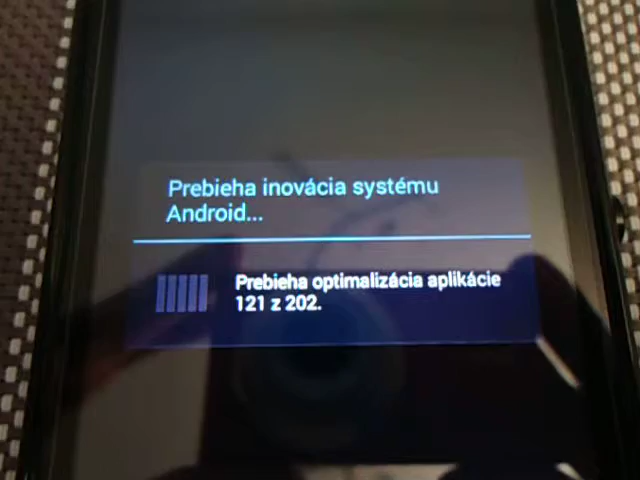 Prebieha inovácia systému
Android...
Prebieha optimalizácia aplikácie
121 z 202.